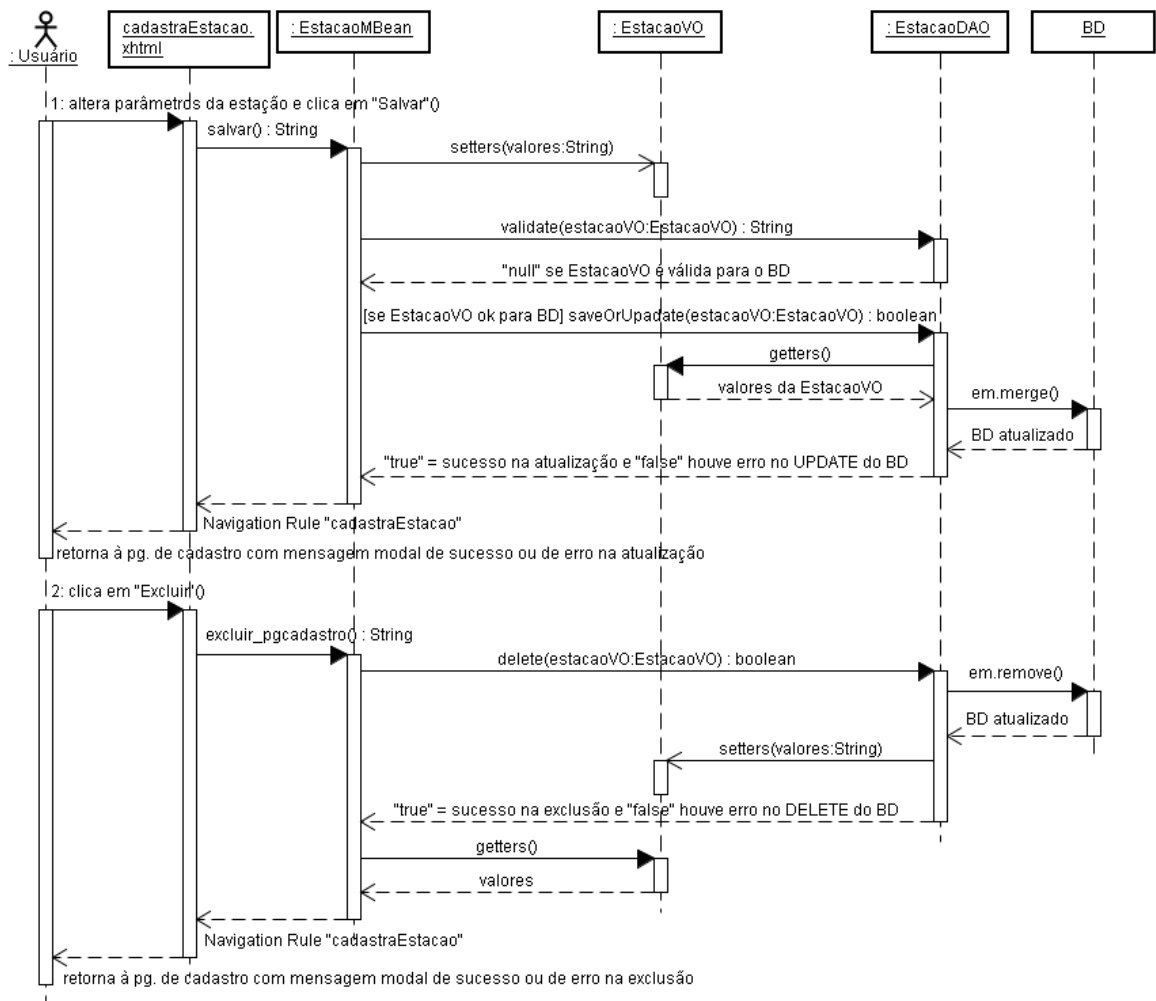 : Usuário
cadastraEstacao.
xhtml
: EstacaoMBean
: EstacaoVO
: EstacaoDAO
BD
1: altera parâmetros da estação e clica em "Salvar"()
salvar() : String
setters(valores:String)
validate(estacaoVO:EstacaoVO) : String
"null" se EstacaoVO é válida para o BD
[se EstacaoVO ok para BD] saveOrUpadate(estacaoVO:EstacaoVO) : boolean
getters()
valores da EstacaoVO
em.merge()
BD atualizado
"true" = sucesso na atualização e "false" houve erro no UPDATE do BD
Navigation Rule "cadastraEstacao"
retorna à pg. de cadastro com mensagem modal de sucesso ou de erro na atualização
2: clica em "Excluir"()
excluir_pgcadastro() : String
delete(estacaoVO:EstacaoVO) : boolean
em.remove()
BD atualizado
setters(valores:String)
"true" = sucesso na exclusão e "false" houve erro no DELETE do BD
getters()
valores
Navigation Rule "cadastraEstacao"
retorna à pg. de cadastro com mensagem modal de sucesso ou de erro na exclusão